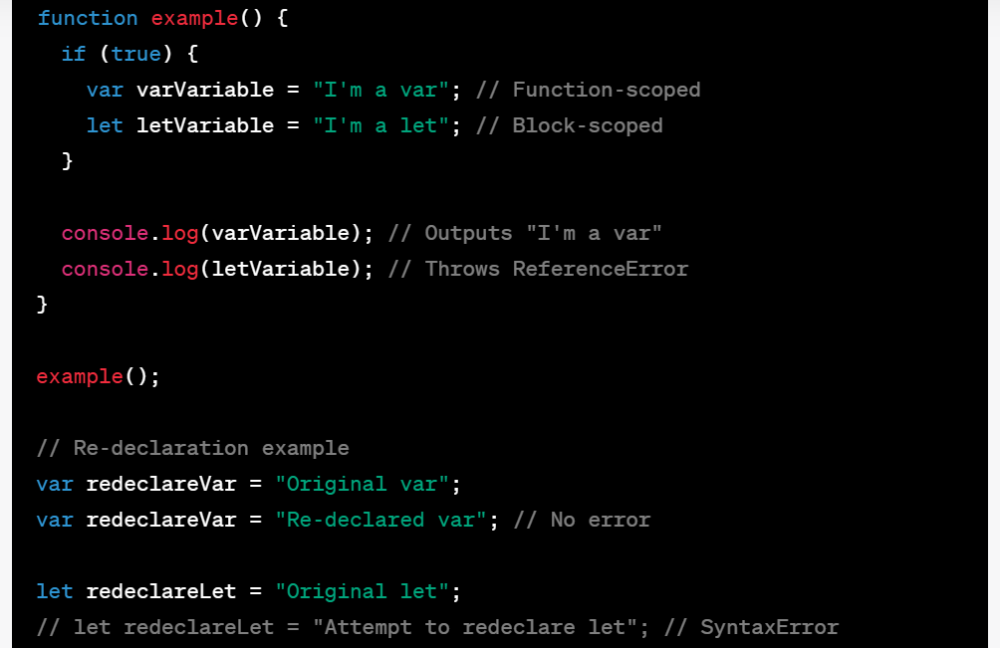 function example() {
  if (true) {
    var varVariable = "I'm a var"; // Function-scoped
    let letVariable = "I'm a let"; // Block-scoped
  }

  console.log(varVariable); // Outputs "I'm a var"
  console.log(letVariable); // Throws ReferenceError
}

example();

// Re-declaration example
var redeclareVar = "Original var";
var redeclareVar = "Re-declared var"; // No error

let redeclareLet = "Original let";
// let redeclareLet = "Attempt to redeclare let"; // SyntaxError